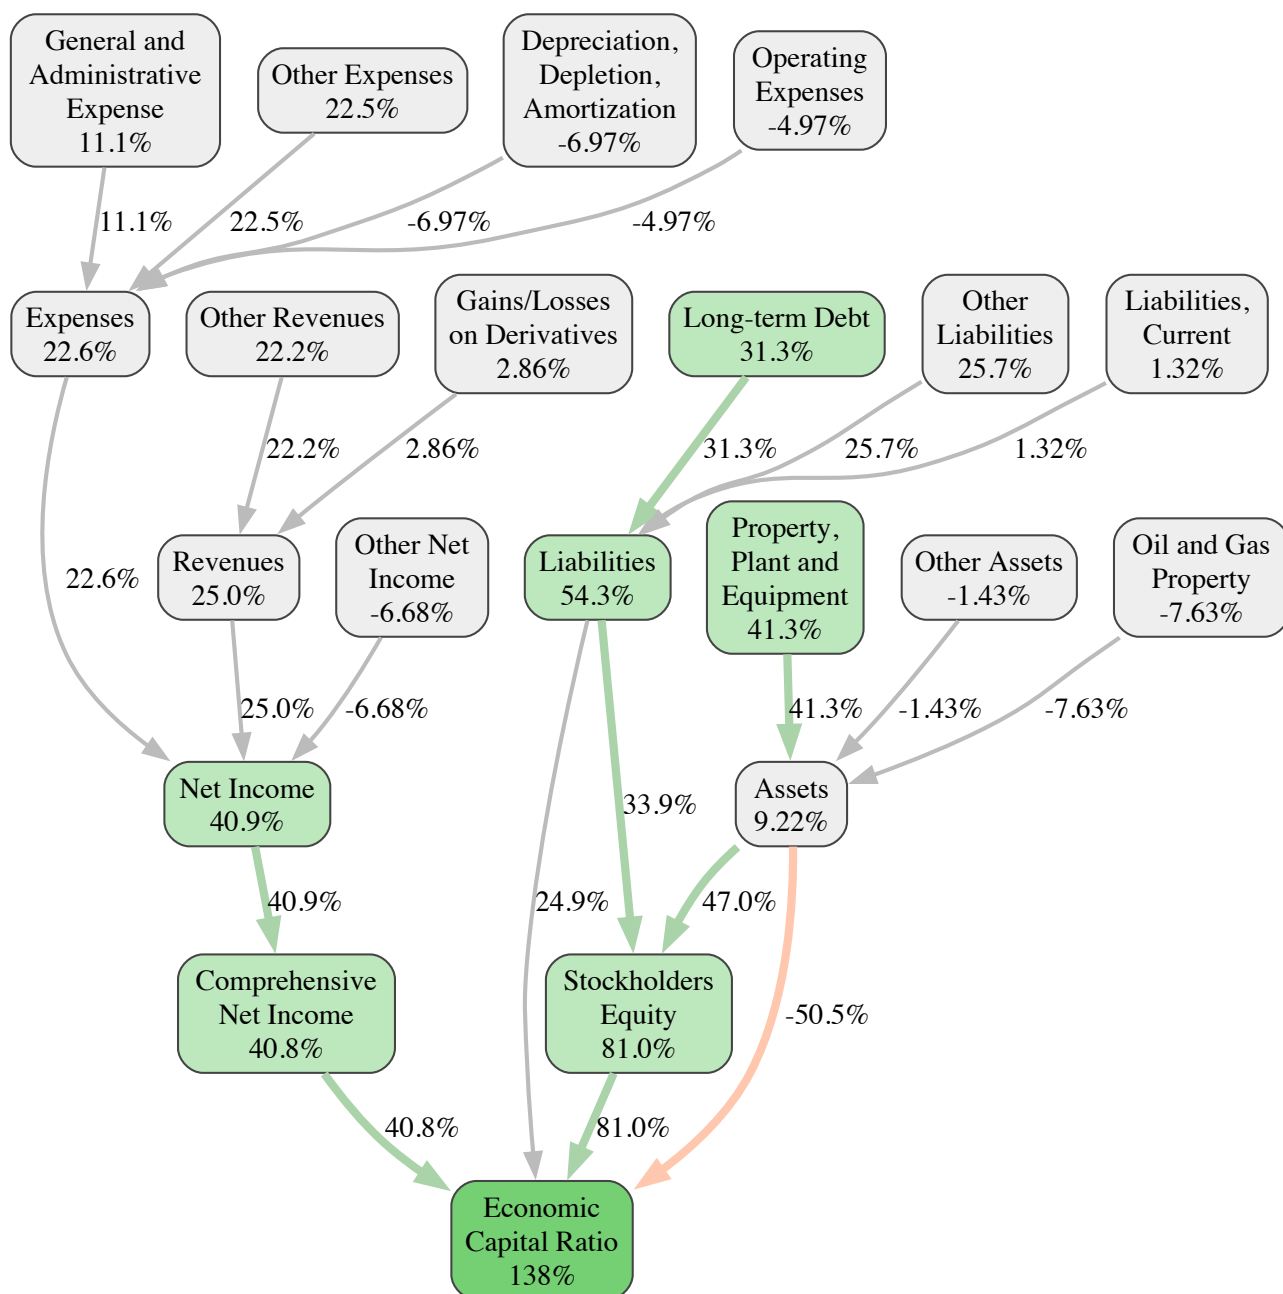 General and
Administrative
Expense
11.1%
Other Expenses
22.5%
Depreciation,
Depletion,
Amortization
-6.97%
Operating
Expenses
-4.97%
11.1%
22.5%
-6.97%
-4.97%
Expenses
22.6%
Other Revenues
22.2%
Gains/Losses
on Derivatives
2.86%
Long-term Debt
31.3%
Other
Liabilities
25.7%
Liabilities,
Current
1.32%
22.2%
2.86%
31.3%
25.7%
1.32%
22.6%
Revenues
25.0%
Other Net
Income
-6.68%
Liabilities
54.3%
Property,
Plant and
Equipment
41.3%
Other Assets
-1.43%
Oil and Gas
Property
-7.63%
25.0%
-6.68%
41.3%
-1.43%
-7.63%
Net Income
40.9%
33.9%
Assets
9.22%
40.9%
24.9%
47.0%
Comprehensive
Net Income
40.8%
Stockholders
Equity
81.0%
-50.5%
40.8%
81.0%
Economic
Capital Ratio
138%